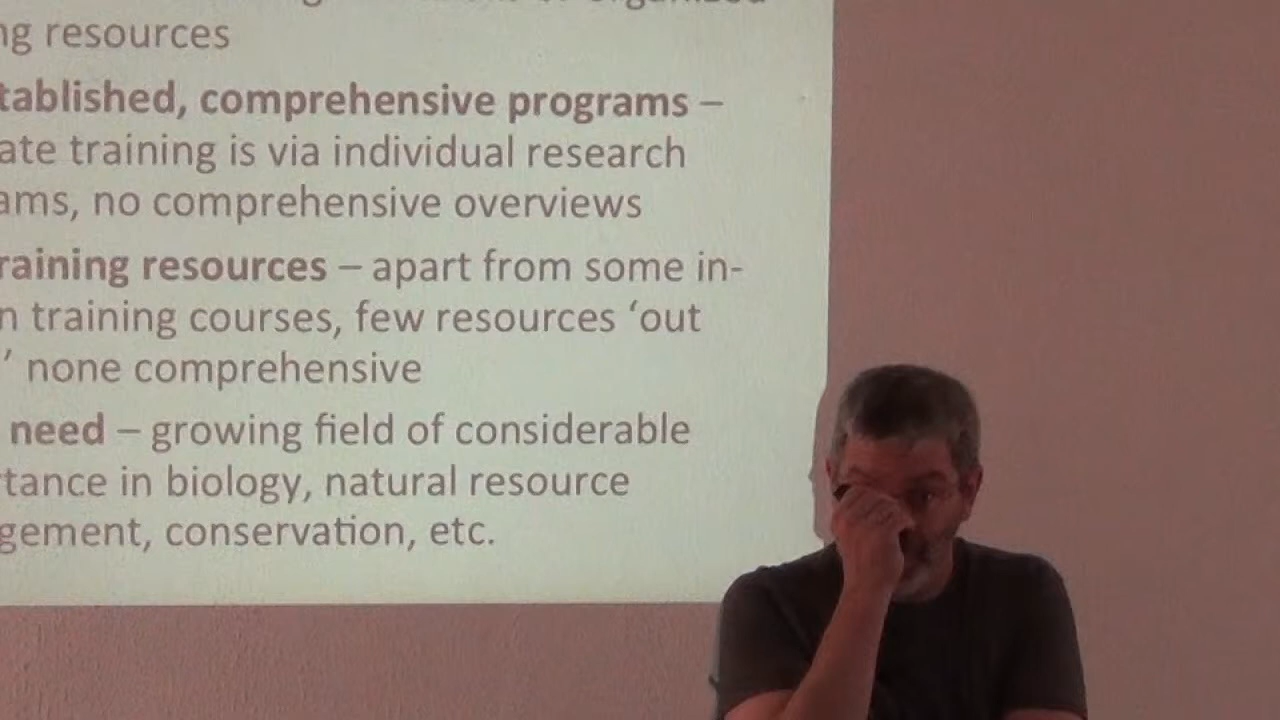 ng resources
tablished, comprehensive programs –
ate training is via individual research
ams, no comprehensive overviews
raining resources – apart from some in-
n training courses, few resources ‘out
’ none comprehensive
need – growing field of considerable
tance in biology, natural resource
gement, conservation, etc.